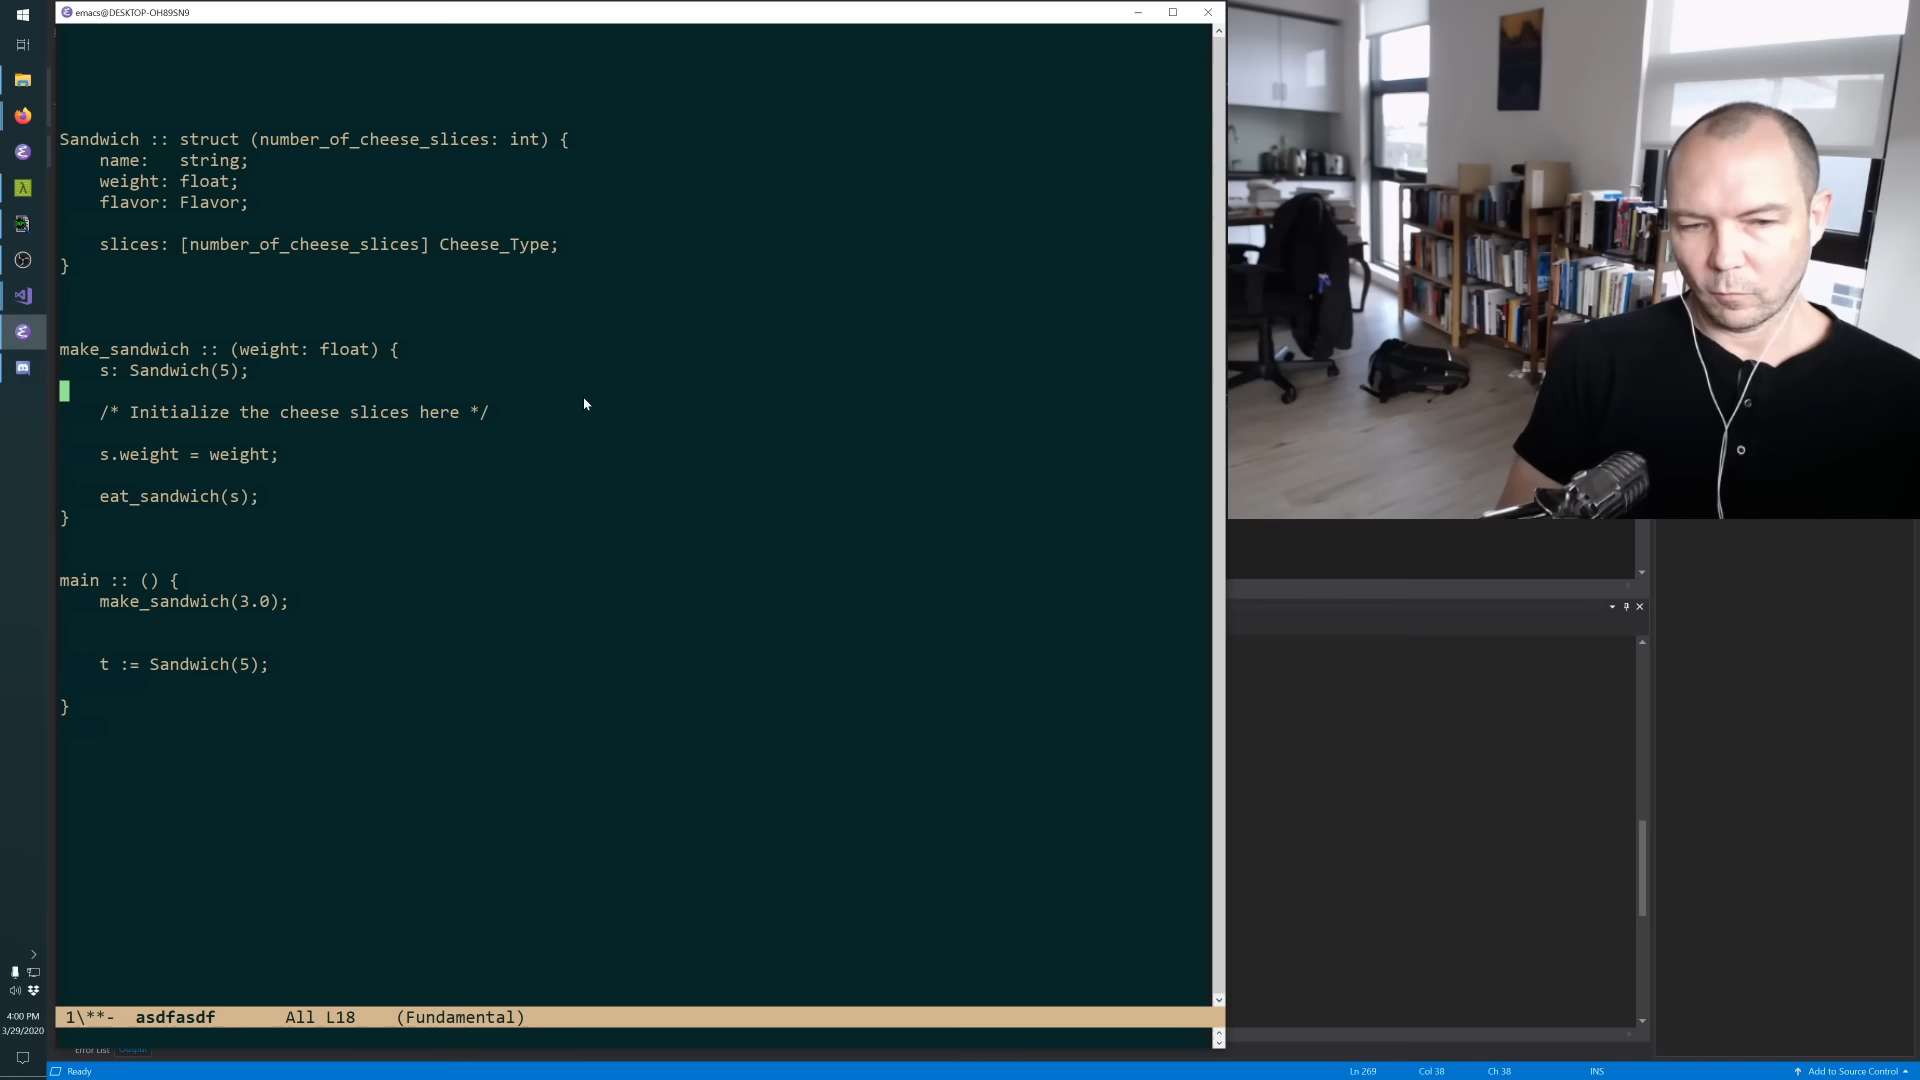 emacs@DESKTOP-OH89SN9
Sandwich :: struct (number_of_cheese_slices: int) {
    name:   string;
    weight: float;
    flavor: Flavor;
    slices: [number_of_cheese_slices] Cheese_Type;
}
make_sandwich :: (weight: float) {
    s: Sandwich(5);
    /* Initialize the cheese slices here */
    s.weight = weight;
    eat_sandwich(s);
}
main :: () {
    make_sandwich(3.0);
    t := Sandwich(5);
}
1\**-  asdfasdf       All L18    (Fundamental)
4:00 PM
3/29/2020
Error List Output
Ready Ln 269 Col 38 Ch 38 INS Add to Source Control